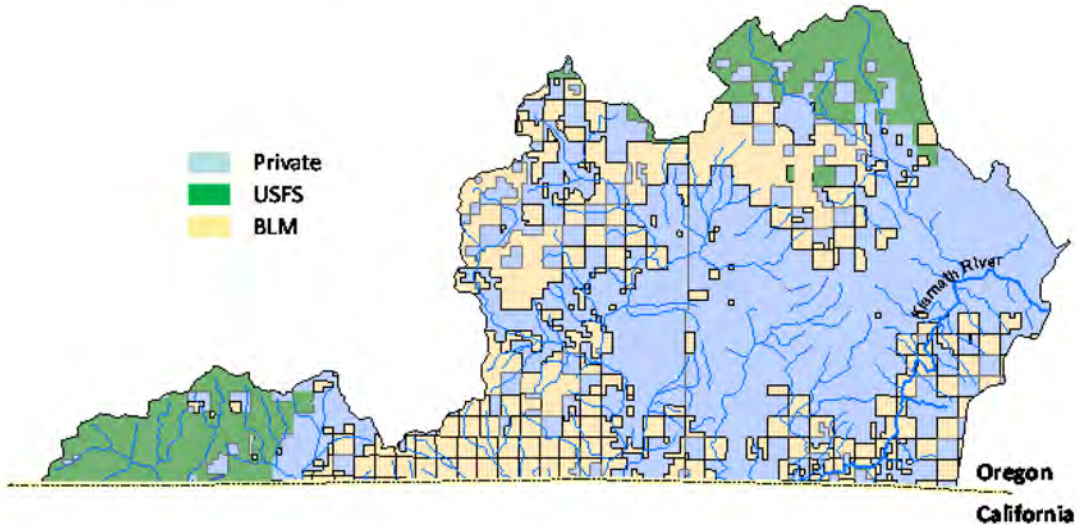 Private
USFS
BLM
Klamath River
Oregon
California